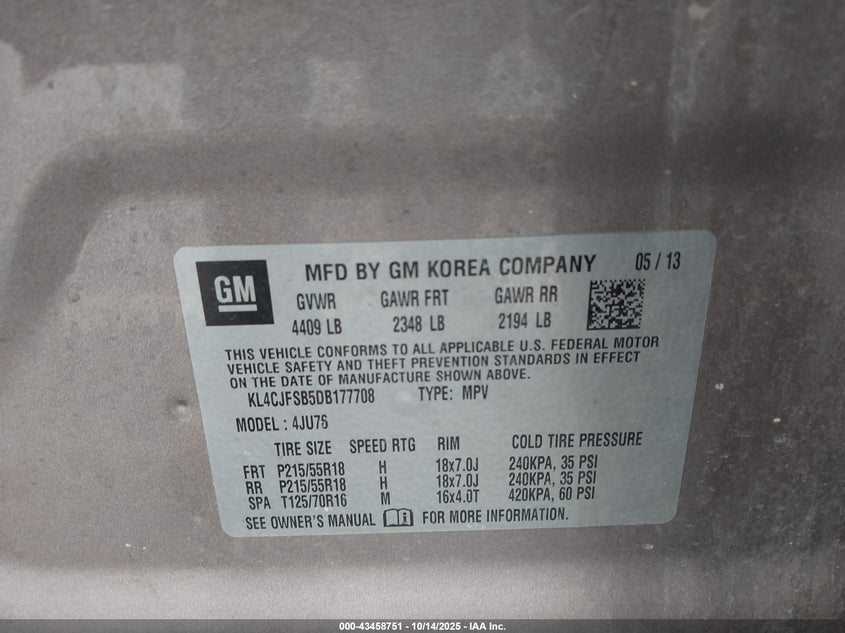 GM
MFD BY GM KOREA COMPANY 05 / 13
GVWR GAWR FRT GAWR RR
4409 LB 2348 LB 2194 LB
THIS VEHICLE CONFORMS TO ALL APPLICABLE U.S. FEDERAL MOTOR
VEHICLE SAFETY AND THEFT PREVENTION STANDARDS IN EFFECT
ON THE DATE OF MANUFACTURE SHOWN ABOVE.
KL4CJFSB5DB177708 TYPE: MPV
MODEL : 4JU76
TIRE SIZE SPEED RTG RIM COLD TIRE PRESSURE
FRT P215/55R18 H 18x7.0J 240KPA, 35 PSI
RR P215/55R18 H 18x7.0J 240KPA, 35 PSI
SPA T125/70R16 M 16x4.0T 420KPA, 60 PSI
SEE OWNER'S MANUAL FOR MORE INFORMATION.
000-43458751 - 10/14/2025 - IAA Inc.